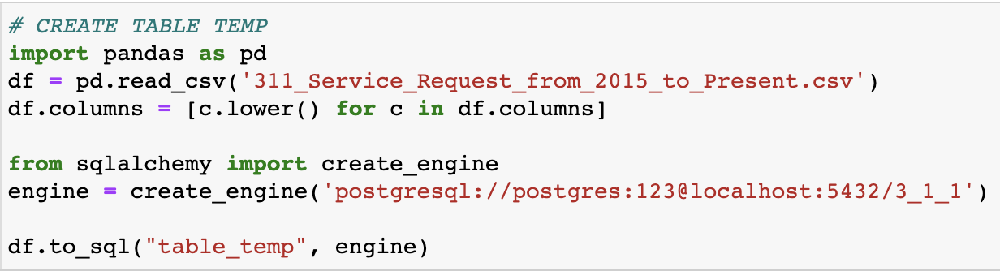 # CREATE TABLE TEMP
import pandas as pd
df = pd.read_csv('311_Service_Request_from_2015_to_Present.csv')
df.columns = [c.lower() for c in df.columns]
from sqlalchemy import create_engine
engine = create_engine('postgresql://postgres:123@localhost:5432/3_1_1')
df.to_sql("table_temp", engine)